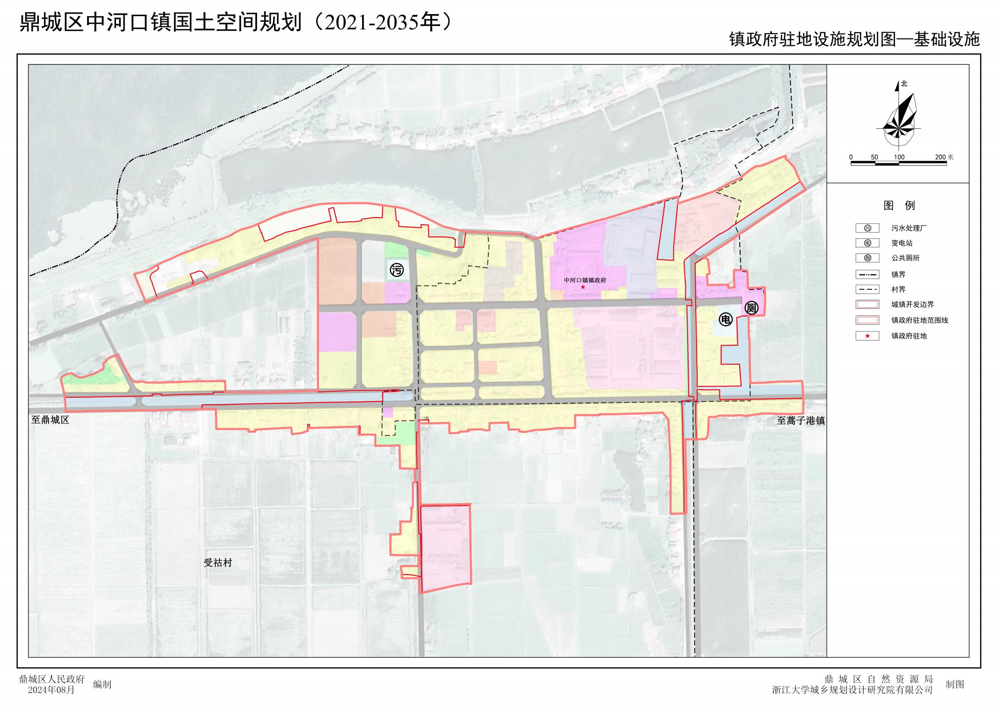 鼎城区中河口镇国土空间规划（2021-2035年）
镇政府驻地设施规划图—基础设施
北
0 50 100 200 米
图 例
污 污水处理厂
电 变电站
厕 公共厕所
镇界
村界
城镇开发边界
镇政府驻地范围线
镇政府驻地
污
中河口镇镇政府
厕
电
至鼎城区
至蒿子港镇
受祜村
鼎城区人民政府
2024年08月
编制
鼎城区自然资源局
浙江大学城乡规划设计研究院有限公司
制图